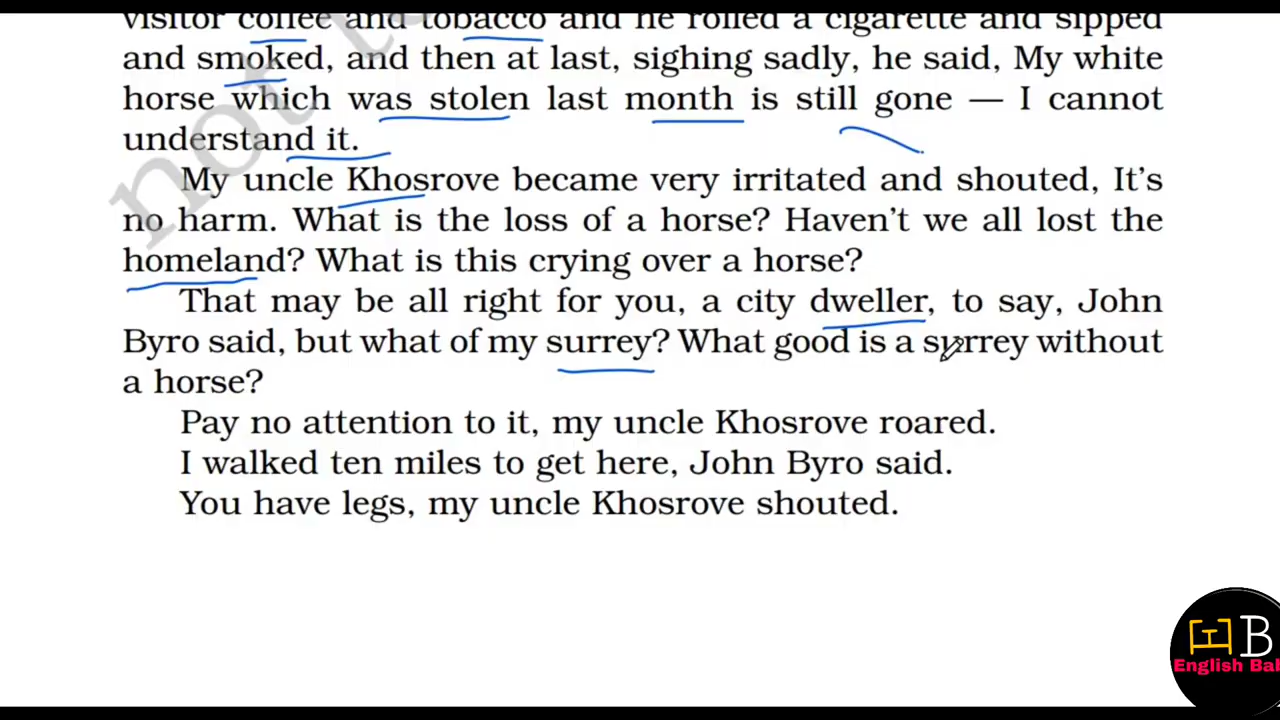 visitor coffee and tobacco and he rolled a cigarette and sipped
and smoked, and then at last, sighing sadly, he said, My white
horse which was stolen last month is still gone — I cannot
understand it.
My uncle Khosrove became very irritated and shouted, It's
no harm. What is the loss of a horse? Haven't we all lost the
homeland? What is this crying over a horse?
That may be all right for you, a city dweller, to say, John
Byro said, but what of my surrey? What good is a surrey without
a horse?
Pay no attention to it, my uncle Khosrove roared.
I walked ten miles to get here, John Byro said.
You have legs, my uncle Khosrove shouted.
not
EB
English